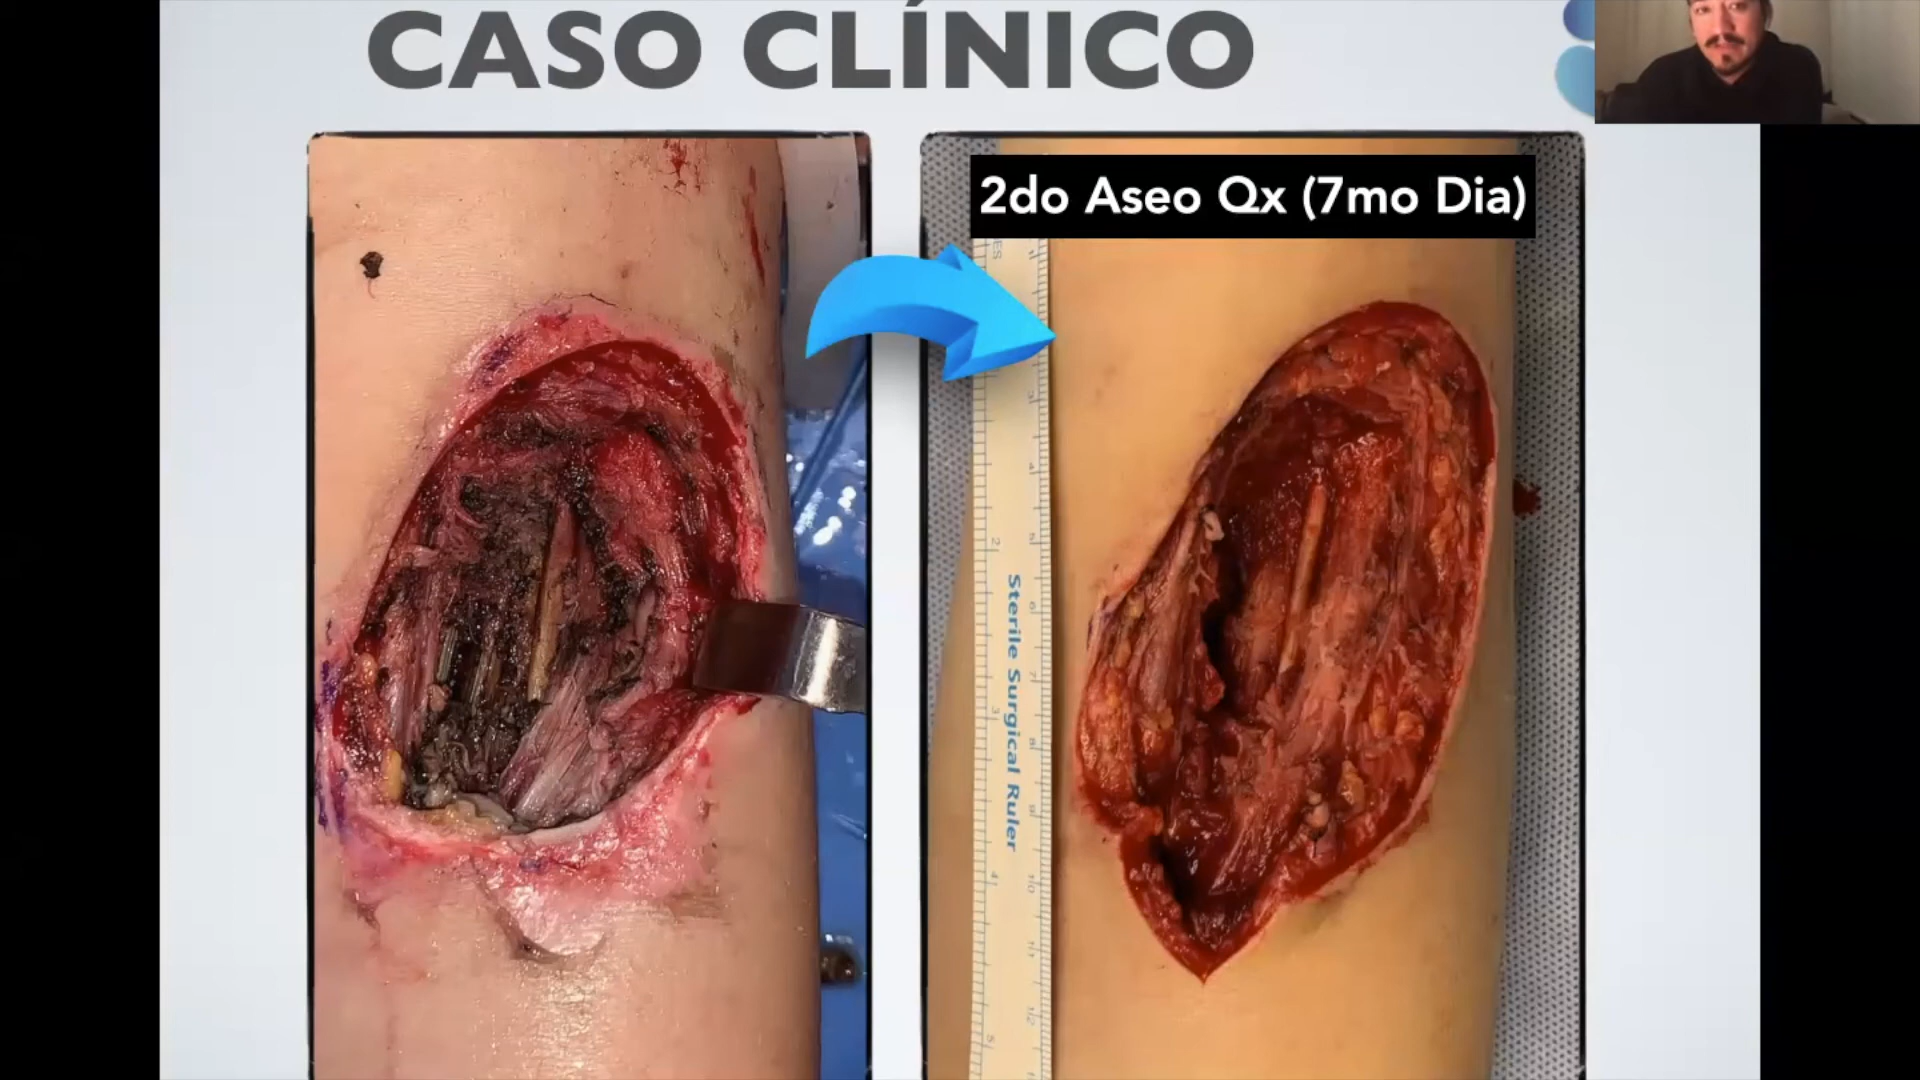 CASO CLÍNICO
2do Aseo Qx (7mo Dia)
Sterile Surgical Ruler